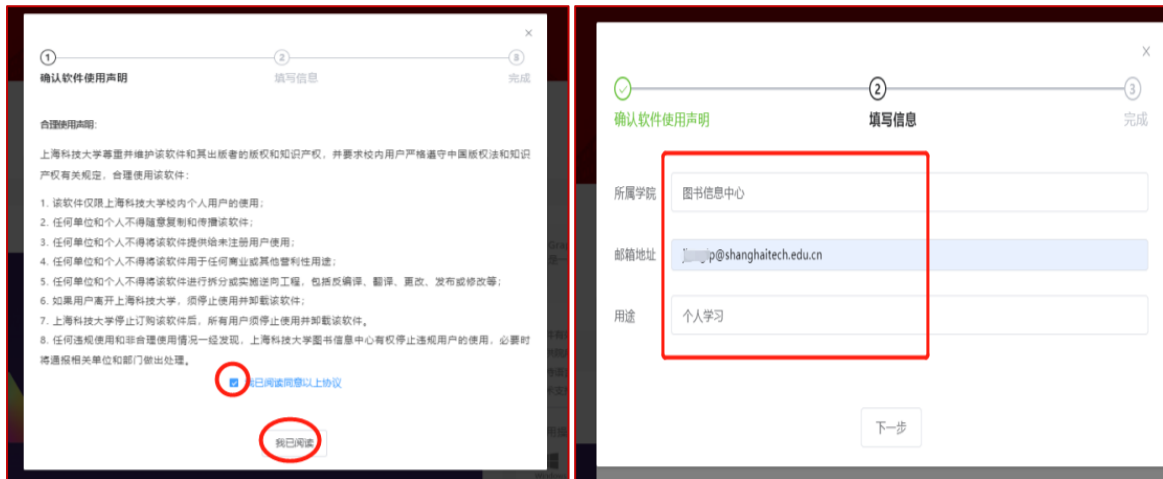 ×
1
2
3
确认软件使用声明
填写信息
完成
合理使用声明:
上海科技大学尊重并维护该软件和其出版者的版权和知识产权，并要求校内用户严格遵守中国版权法和知识
产权有关规定，合理使用该软件：
1. 该软件仅限上海科技大学校内个人用户的使用；
2. 任何单位和个人不得随意复制和传播该软件；
3. 任何单位和个人不得将该软件提供给未注册用户使用；
4. 任何单位和个人不得将该软件用于任何商业或其他营利性用途；
5. 任何单位和个人不得将该软件进行拆分或实施逆向工程，包括反编译、翻译、更改、发布或修改等；
6. 如果用户离开上海科技大学，须停止使用并卸载该软件；
7. 上海科技大学停止订购该软件后，所有用户须停止使用并卸载该软件。
8. 任何违规使用和非合理使用情况一经发现，上海科技大学图书信息中心有权停止违规用户的使用，必要时
将通报相关单位和部门做出处理。
我已阅读同意以上协议
我已阅读
×
2
3
确认软件使用声明
填写信息
完成
所属学院
图书信息中心
邮箱地址
p@shanghaitech.edu.cn
用途
个人学习
下一步